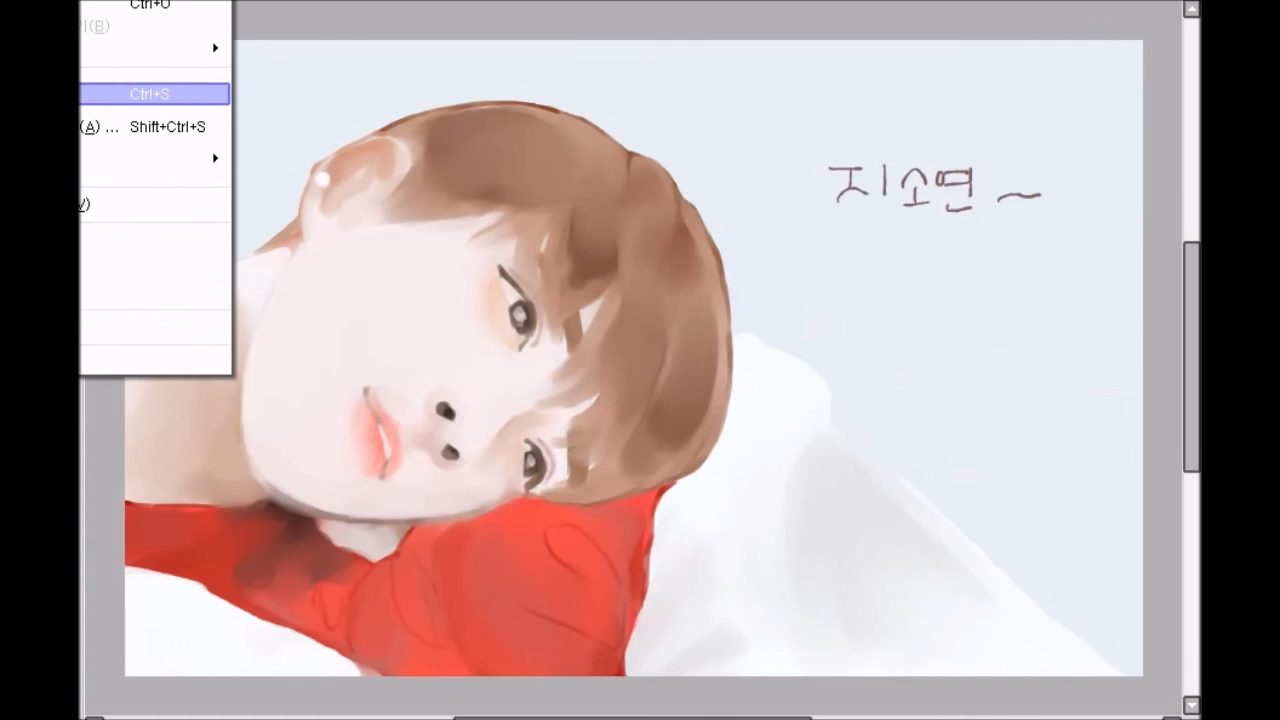 Ctrl+O
(B)
Ctrl+S
(A) ... Shift+Ctrl+S
지소연 ~